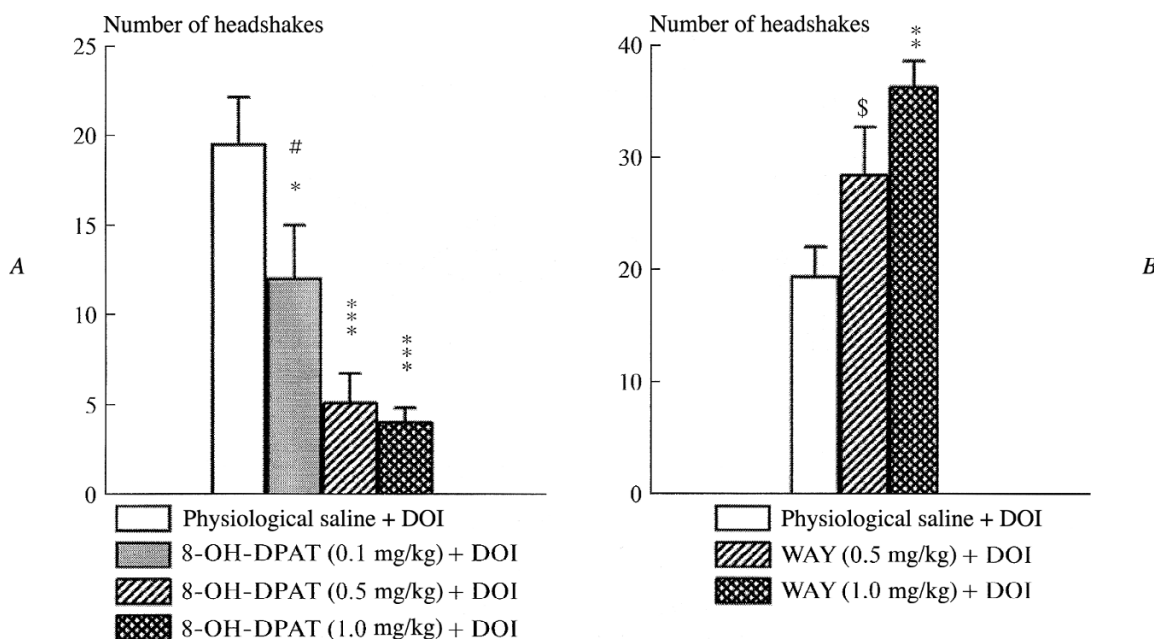 Number of headshakes
25
20
15
10
5
0
#
*
***
***
A
Physiological saline + DOI
8-OH-DPAT (0.1 mg/kg) + DOI
8-OH-DPAT (0.5 mg/kg) + DOI
8-OH-DPAT (1.0 mg/kg) + DOI
Number of headshakes
40
30
20
10
0
$
**
B
Physiological saline + DOI
WAY (0.5 mg/kg) + DOI
WAY (1.0 mg/kg) + DOI